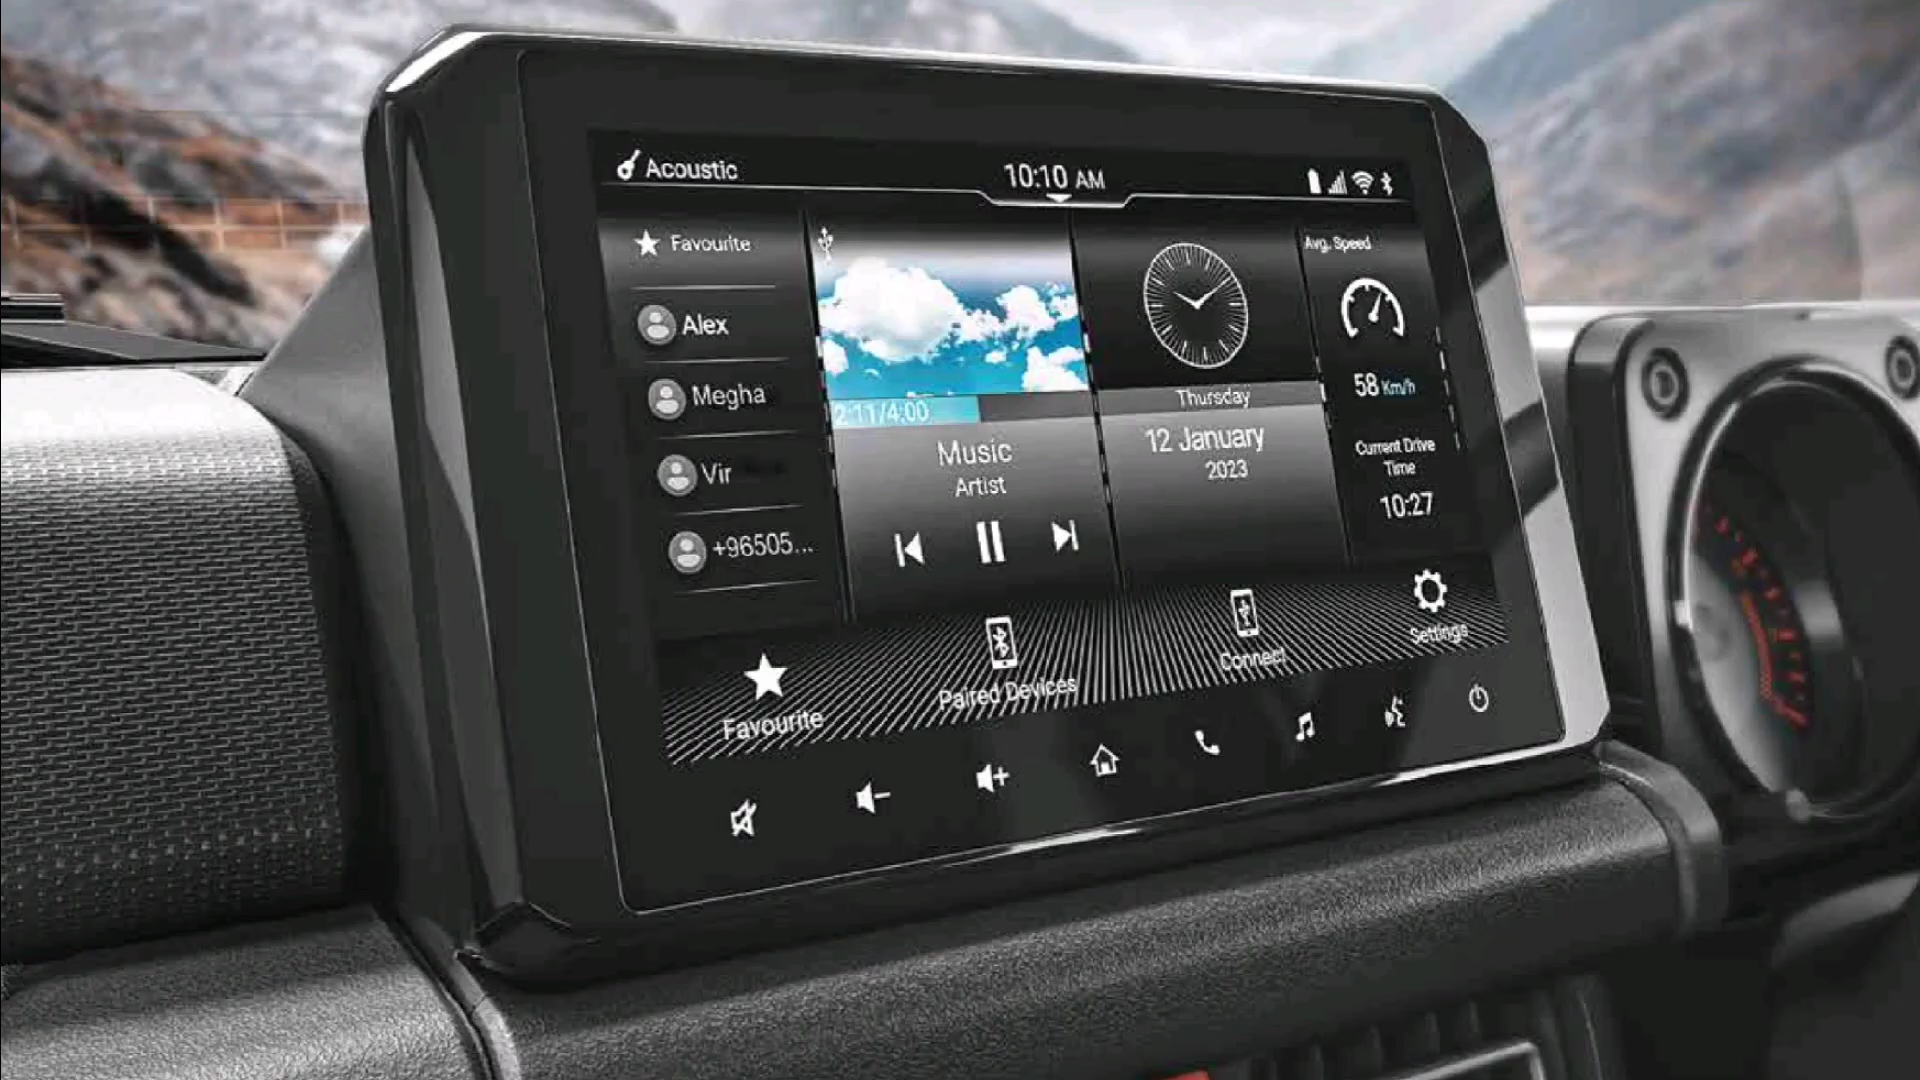 Acoustic
10:10 AM
Favourite
Alex
Megha
Vir
+96505...
2:11/4:00
Music
Artist
Thursday
12 January
2023
Avg. Speed
58 Km/h
Current Drive
Time
10:27
Favourite
Paired Devices
Connect
Settings